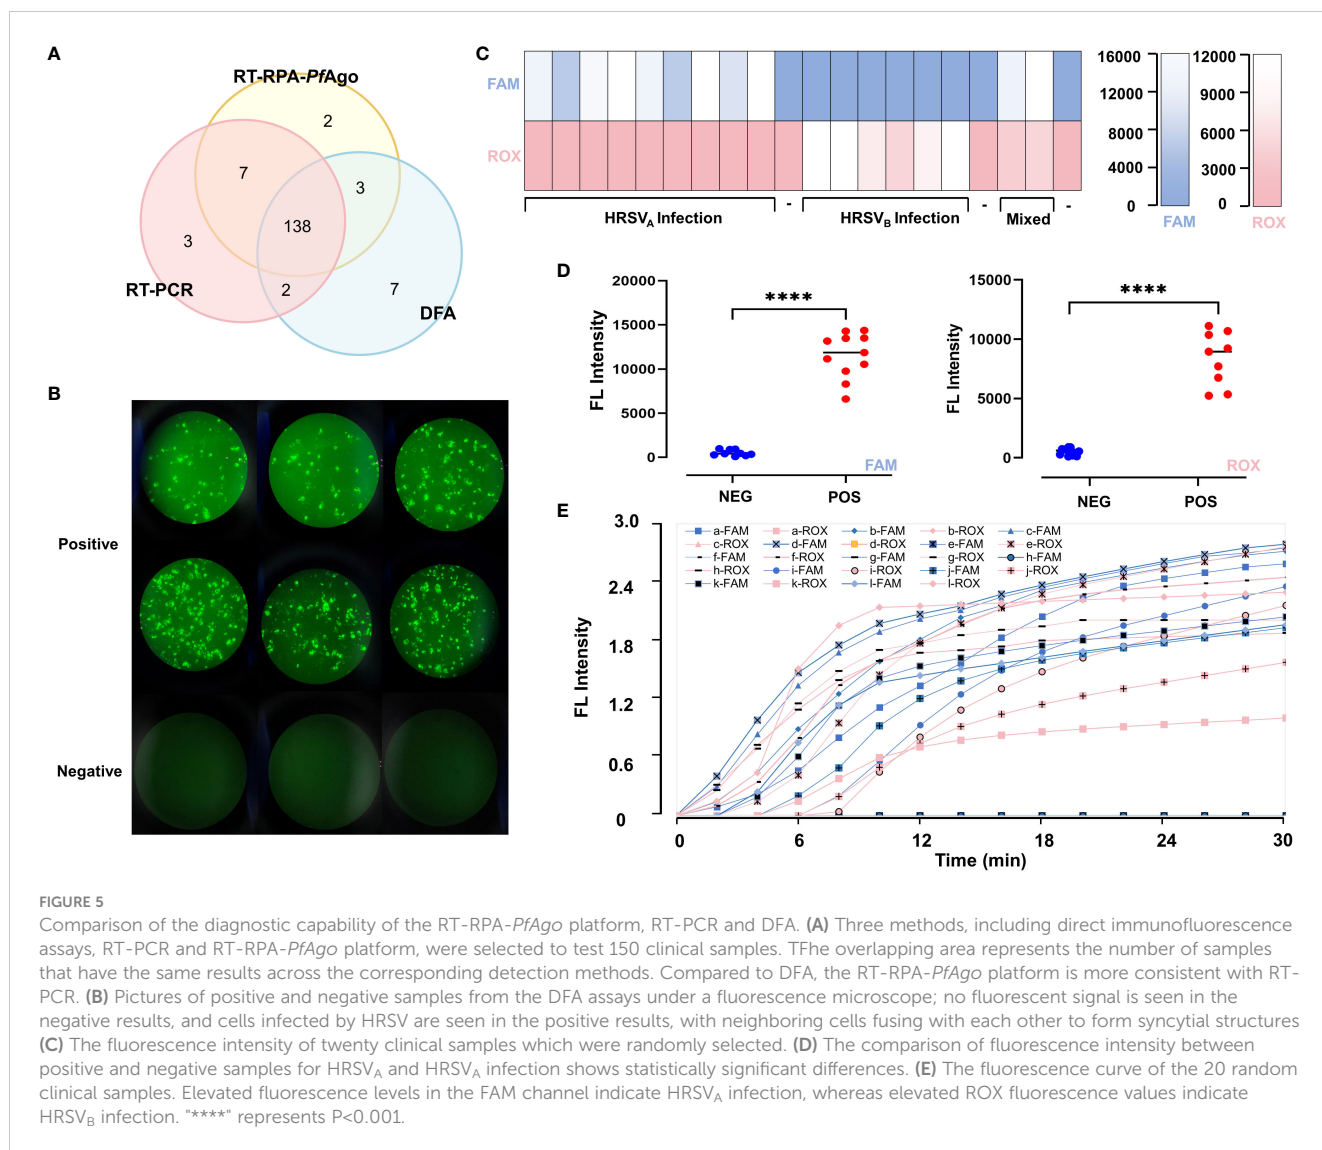 A
RT-RPA-PfAgo
2
7
3
138
3
2
7
RT-PCR
DFA
B
Positive
Negative
C
FAM
ROX
HRSVA Infection
-
HRSVB Infection
-
Mixed
-
16000
12000
8000
4000
0
FAM
12000
9000
6000
3000
0
ROX
D
20000
15000
10000
5000
0
FL Intensity
****
FAM
NEG
POS
15000
10000
5000
0
FL Intensity
****
ROX
NEG
POS
E
3.0
2.4
1.8
1.2
0.6
0
FL Intensity
a-FAM a-ROX b-FAM b-ROX c-FAM
c-ROX d-FAM d-ROX e-FAM e-ROX
f-FAM f-ROX g-FAM g-ROX h-FAM
h-ROX i-FAM i-ROX j-FAM j-ROX
k-FAM k-ROX l-FAM l-ROX
0 6 12 18 24 30
Time (min)
FIGURE 5
Comparison of the diagnostic capability of the RT-RPA-PfAgo platform, RT-PCR and DFA. (A) Three methods, including direct immunofluorescence
assays, RT-PCR and RT-RPA-PfAgo platform, were selected to test 150 clinical samples. TFhe overlapping area represents the number of samples
that have the same results across the corresponding detection methods. Compared to DFA, the RT-RPA-PfAgo platform is more consistent with RT-
PCR. (B) Pictures of positive and negative samples from the DFA assays under a fluorescence microscope; no fluorescent signal is seen in the
negative results, and cells infected by HRSV are seen in the positive results, with neighboring cells fusing with each other to form syncytial structures
(C) The fluorescence intensity of twenty clinical samples which were randomly selected. (D) The comparison of fluorescence intensity between
positive and negative samples for HRSVA and HRSVA infection shows statistically significant differences. (E) The fluorescence curve of the 20 random
clinical samples. Elevated fluorescence levels in the FAM channel indicate HRSVA infection, whereas elevated ROX fluorescence values indicate
HRSVB infection. "****" represents P<0.001.